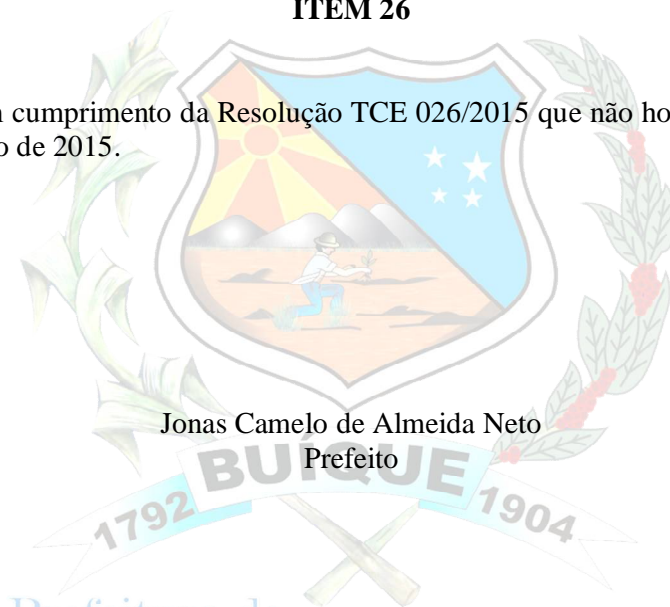 ITEM 26
cumprimento da Resolução TCE 026/2015 que não ho
de 2015.
Jonas Camelo de Almeida Neto
Prefeito
BUÍQUE
1792
1904